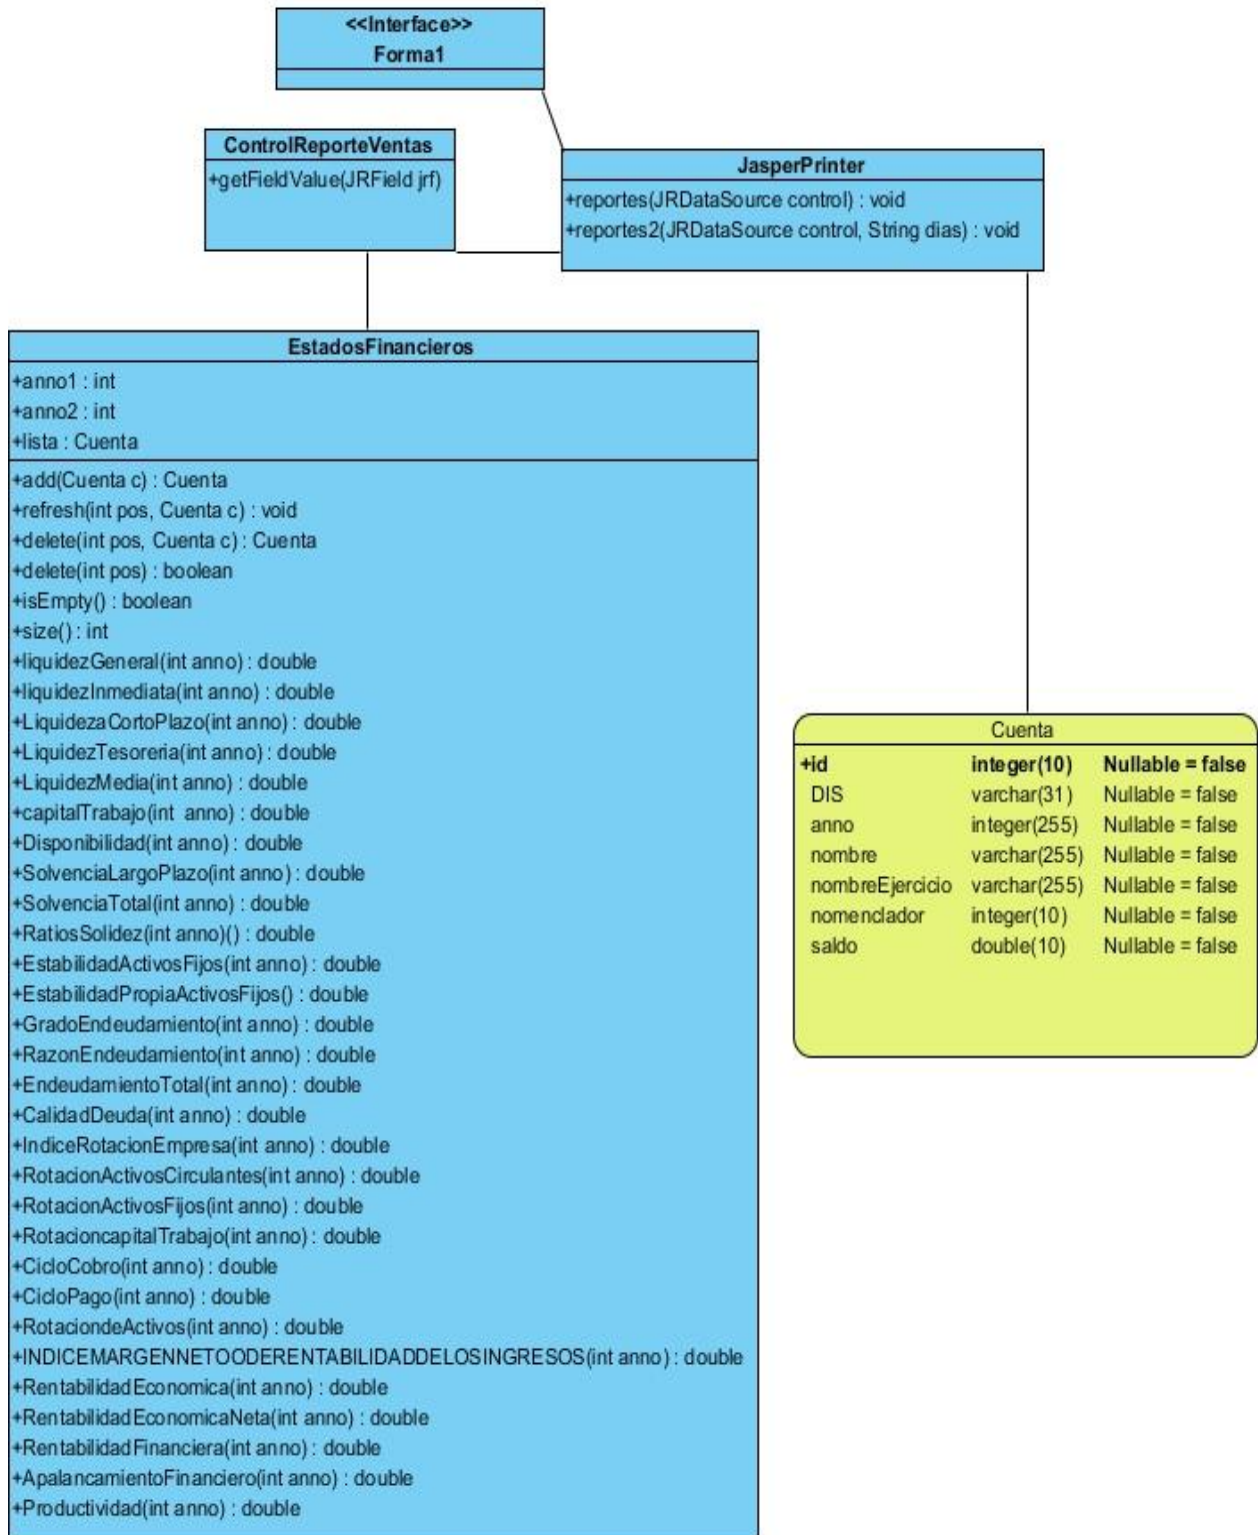 <<Interface>>
Forma1
ControlReporteVentas
+getFieldValue(JRField jrf)
JasperPrinter
+reportes(JRDataSource control) : void
+reportes2(JRDataSource control, String dias) : void
EstadosFinancieros
+anno1 : int
+anno2 : int
+lista : Cuenta
+add(Cuenta c) : Cuenta
+refresh(int pos, Cuenta c) : void
+delete(int pos, Cuenta c) : Cuenta
+delete(int pos) : boolean
+isEmpty() : boolean
+size() : int
+liquidezGeneral(int anno) : double
+liquidezInmediata(int anno) : double
+LiquidezaCortoPlazo(int anno) : double
+LiquidezTesoreria(int anno) : double
+LiquidezMedia(int anno) : double
+capitalTrabajo(int anno) : double
+Disponibilidad(int anno) : double
+SolvenciaLargoPlazo(int anno) : double
+SolvenciaTotal(int anno) : double
+RatiosSolidez(int anno)() : double
+EstabilidadActivosFijos(int anno) : double
+EstabilidadPropiaActivosFijos() : double
+GradoEndeudamiento(int anno) : double
+RazonEndeudamiento(int anno) : double
+EndeudamientoTotal(int anno) : double
+CalidadDeuda(int anno) : double
+IndiceRotacionEmpresa(int anno) : double
+RotacionActivosCirculantes(int anno) : double
+RotacionActivosFijos(int anno) : double
+RotacioncapitalTrabajo(int anno) : double
+CicloCobro(int anno) : double
+CicloPago(int anno) : double
+RotaciondeActivos(int anno) : double
+INDICEMARGENNETOODERENTABILIDADDELOSINGRESOS(int anno) : double
+RentabilidadEconomica(int anno) : double
+RentabilidadEconomicaNeta(int anno) : double
+RentabilidadFinanciera(int anno) : double
+ApalancamientoFinanciero(int anno) : double
+Productividad(int anno) : double
Cuenta
+id integer(10) Nullable = false
DIS varchar(31) Nullable = false
anno integer(255) Nullable = false
nombre varchar(255) Nullable = false
nombreEjercicio varchar(255) Nullable = false
nomenclador integer(10) Nullable = false
saldo double(10) Nullable = false